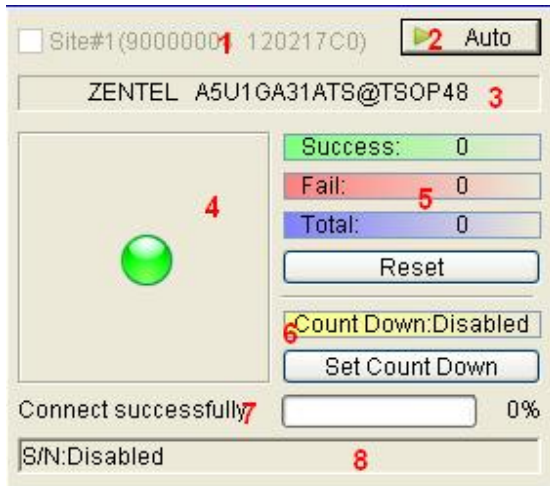 Site#1(9000000 120217C0) 1
2 Auto
ZENTEL A5U1GA31ATS@TSOP48 3
4
Success: 0
Fail: 0
5
Total: 0
Reset
6 Count Down:Disabled
Set Count Down
Connect successfully 7 0%
S/N:Disabled 8